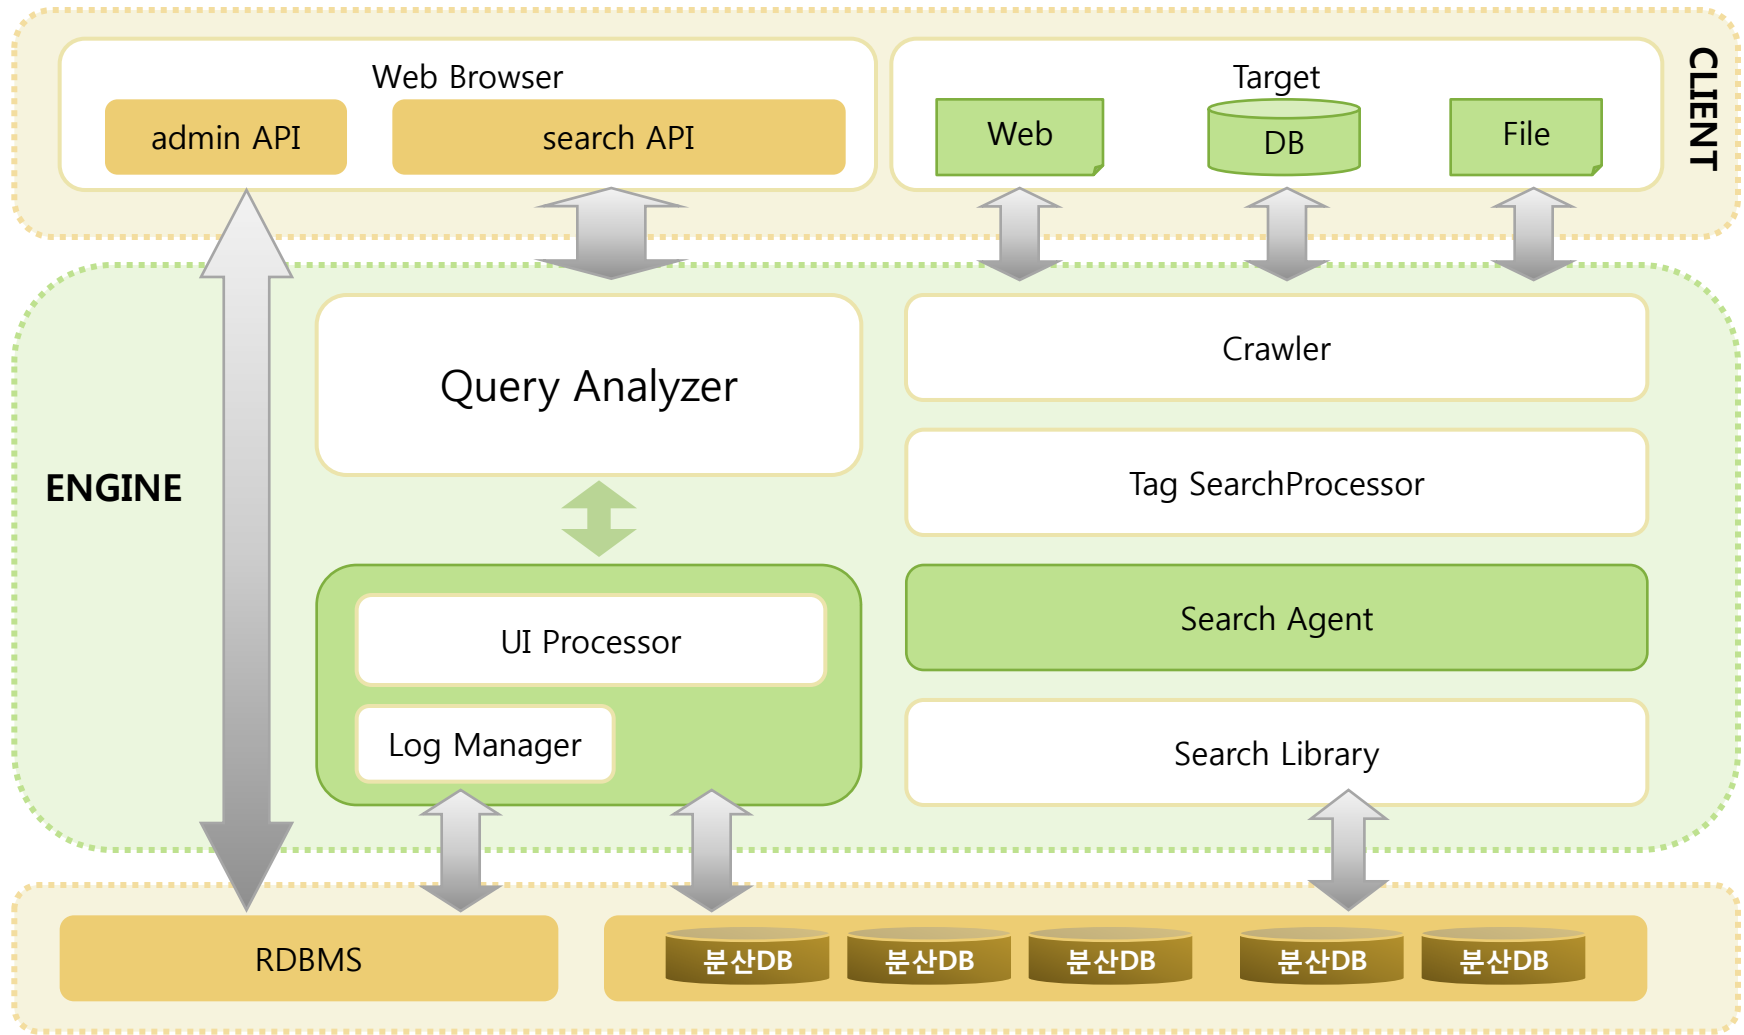 Web Browser
admin API
search API
Target
Web
DB
File
CLIENT
ENGINE
Query Analyzer
UI Processor
Log Manager
Crawler
Tag SearchProcessor
Search Agent
Search Library
RDBMS
분산DB
분산DB
분산DB
분산DB
분산DB